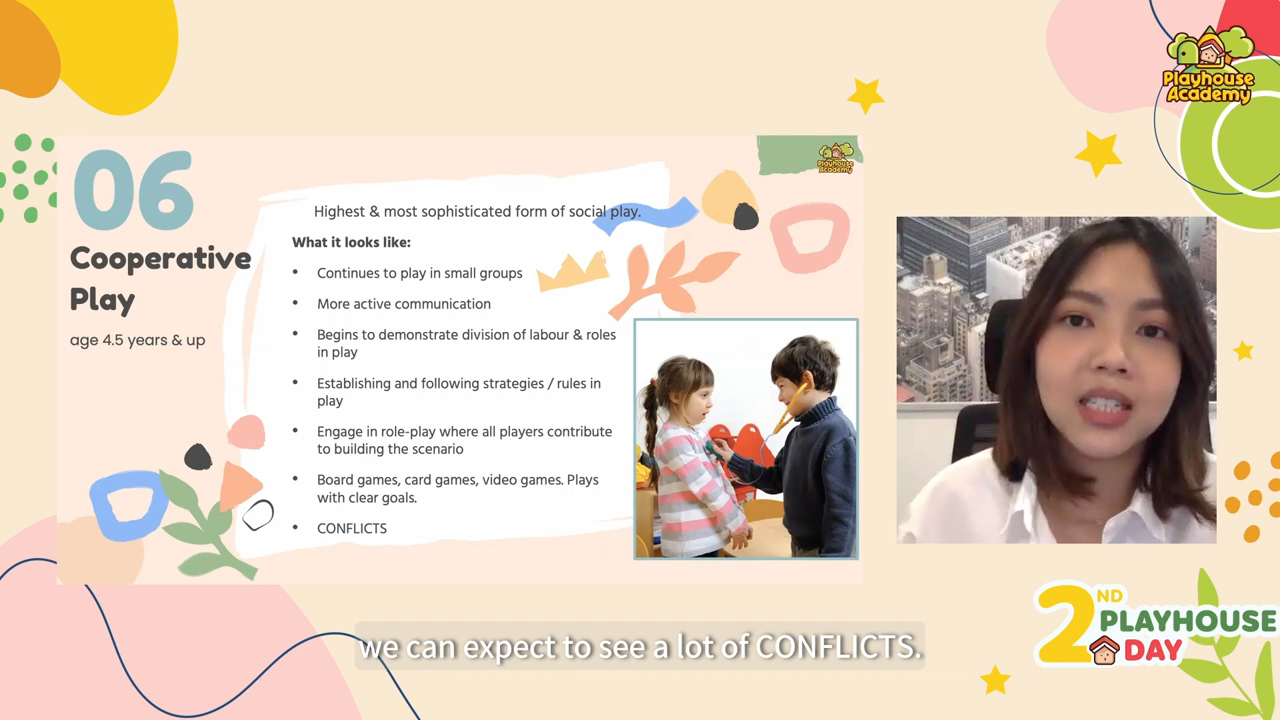 Playhouse
Academy
06
Cooperative
Play
age 4.5 years & up
Playhouse
Academy
Highest & most sophisticated form of social play.
What it looks like:
• Continues to play in small groups
• More active communication
• Begins to demonstrate division of labour & roles
in play
• Establishing and following strategies / rules in
play
• Engage in role-play where all players contribute
to building the scenario
• Board games, card games, video games. Plays
with clear goals.
• CONFLICTS
we can expect to see a lot of CONFLICTS.
2ND
PLAYHOUSE
DAY